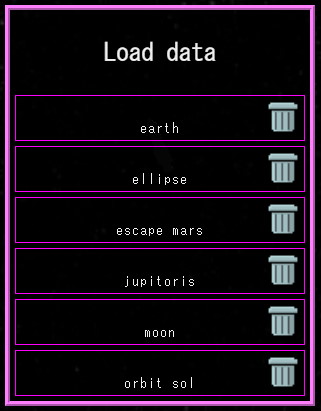 Load data
earth
ellipse
escape mars
jupitoris
moon
orbit sol